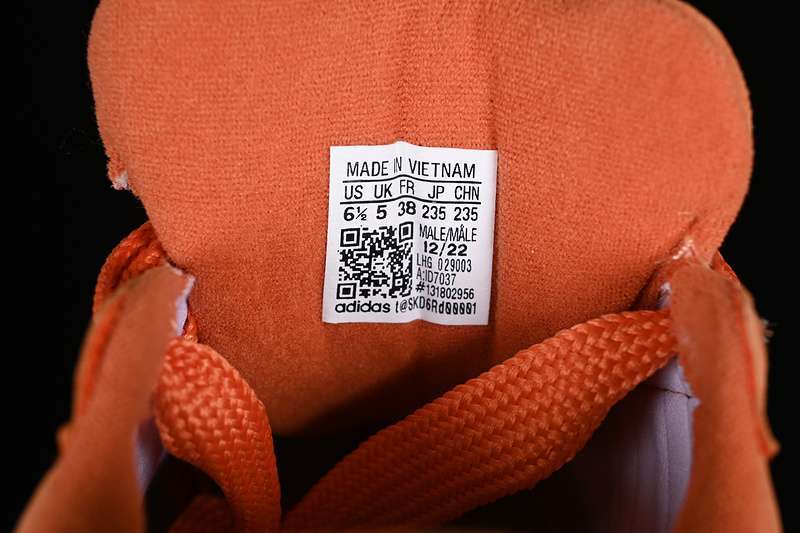 MADE IN VIETNAM
US UK FR JP CHN
6½ 5 38 235 235
MALE/MÂLE
12/22
LHG 029003
A:ID7037
#131802956
adidas t@SKD6Rd00001